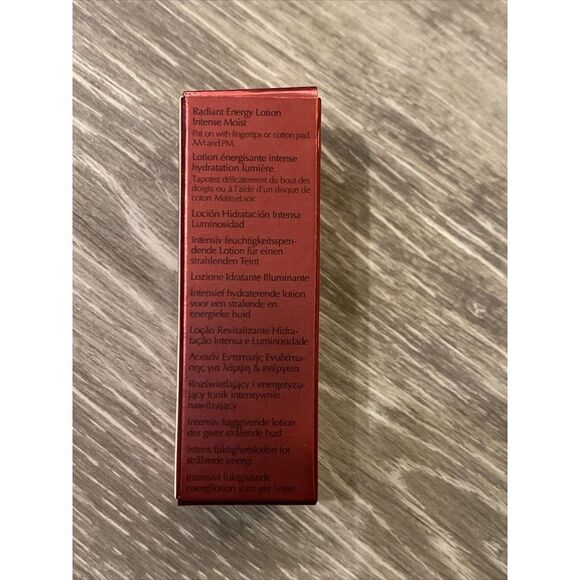 Radiant Energy Lotion
Intense Moist
Pat on with fingertips or cotton pad.
AM and PM.
Lotion énergisante intense
hydratation lumière
Tapotez délicatement du bout des
doigts ou à l'aide d'un disque de
coton. Matin et soir
Loción Hidratación Intensa
Luminosidad
Intensiv feuchtigkeitsspen-
dende Lotion für einen
strahlenden Teint
Lozione Idratante Illuminante
Intensief hydraterende lotion
voor een stralende en
energieke huid
Loção Revitalizante Hidra-
tação Intensa e Luminosidade
Λοσιόν Εντατικής Ενυδάτω-
σης για λάμψη & ενέργεια
Rozświetlający i energetyzu-
jący tonik intensywnie
nawilżający
Intensiv fugtgivende lotion
der giver strålende hud
Intens fuktighetslotion for
strålende energi
Intensivt fuktgivande
energilotion som ger lyster